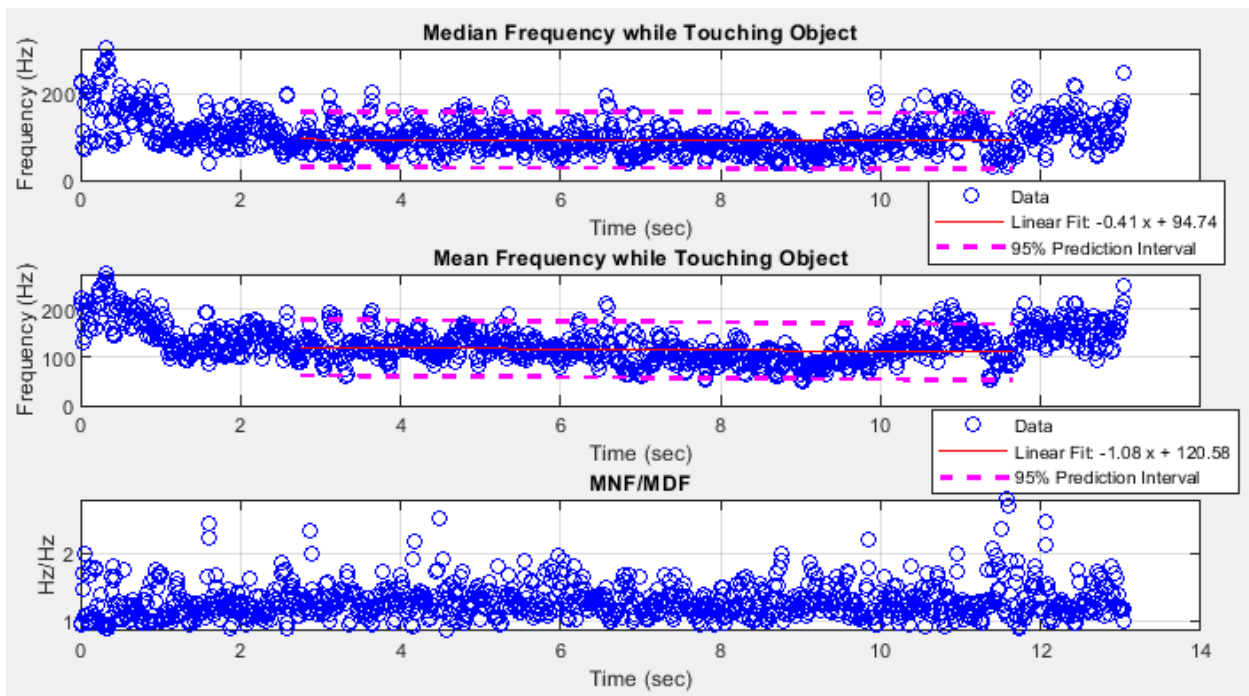 Median Frequency while Touching Object
Frequency (Hz)
200
100
0
0 2 4 6 8 10
Time (sec)
Data
Linear Fit: -0.41 x + 94.74
95% Prediction Interval
Mean Frequency while Touching Object
Frequency (Hz)
200
100
0
0 2 4 6 8 10
Time (sec)
Data
Linear Fit: -1.08 x + 120.58
95% Prediction Interval
MNF/MDF
Hz/Hz
2
1
0 2 4 6 8 10 12 14
Time (sec)